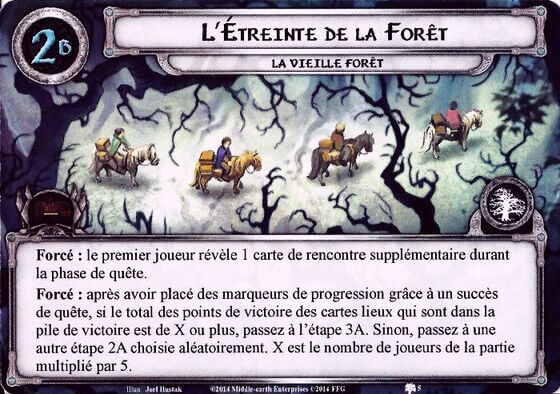 2B
L'Étreinte de la Forêt
LA VIEILLE FORÊT
Forcé : le premier joueur révèle 1 carte de rencontre supplémentaire durant
la phase de quête.
Forcé : après avoir placé des marqueurs de progression grâce à un succès
de quête, si le total des points de victoire des cartes lieux qui sont dans la
pile de victoire est de X ou plus, passez à l'étape 3A. Sinon, passez à une
autre étape 2A choisie aléatoirement. X est le nombre de joueurs de la partie
multiplié par 5.
Illus : Joel Hustak ©2014 Middle-earth Enterprises ©2014 FFG 5